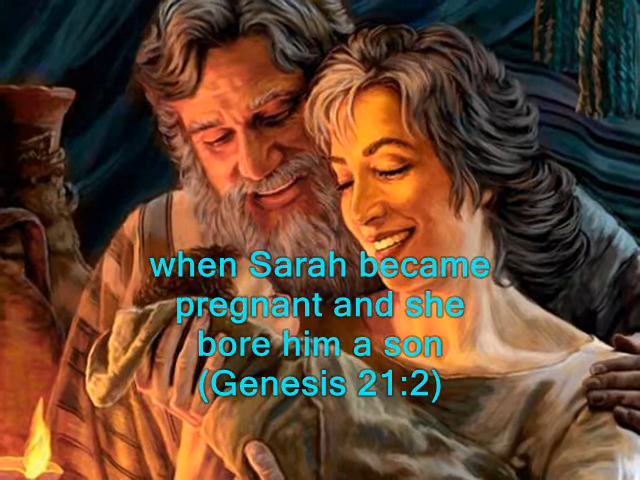 when Sarah became
pregnant and she
bore him a son
(Genesis 21:2)